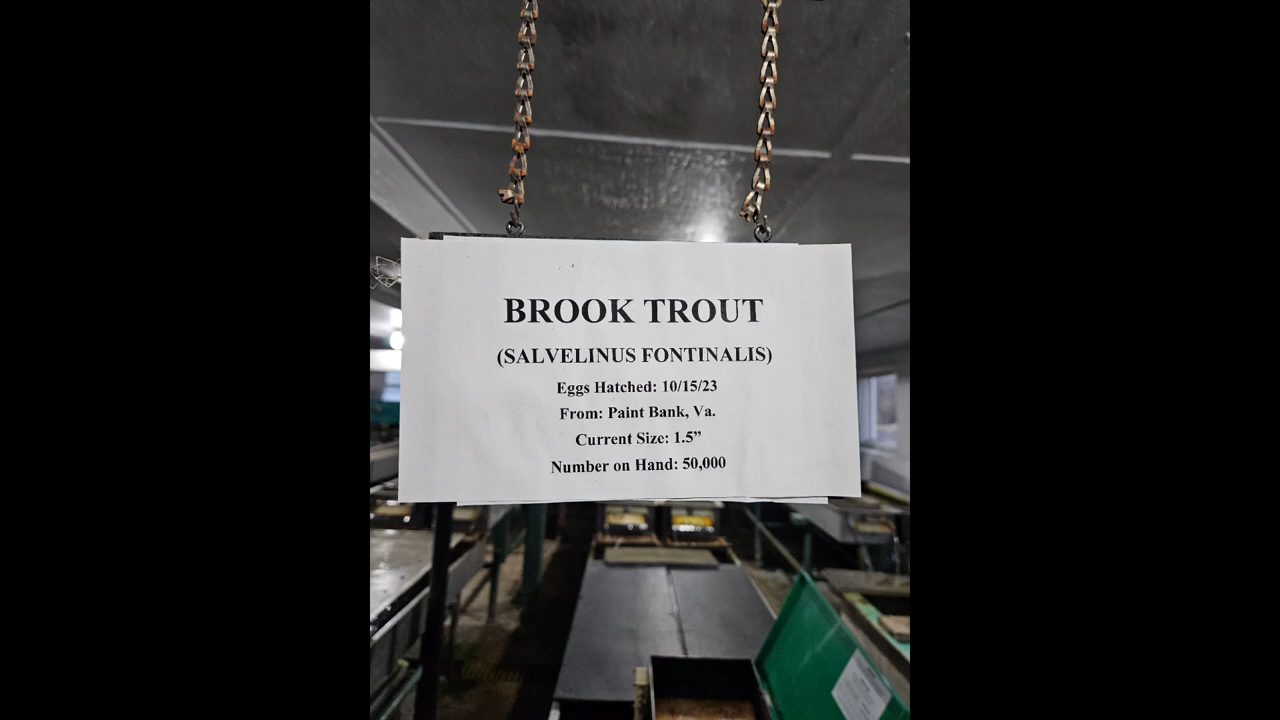 BROOK TROUT
(SALVELINUS FONTINALIS)
Eggs Hatched: 10/15/23
From: Paint Bank, Va.
Current Size: 1.5”
Number on Hand: 50,000